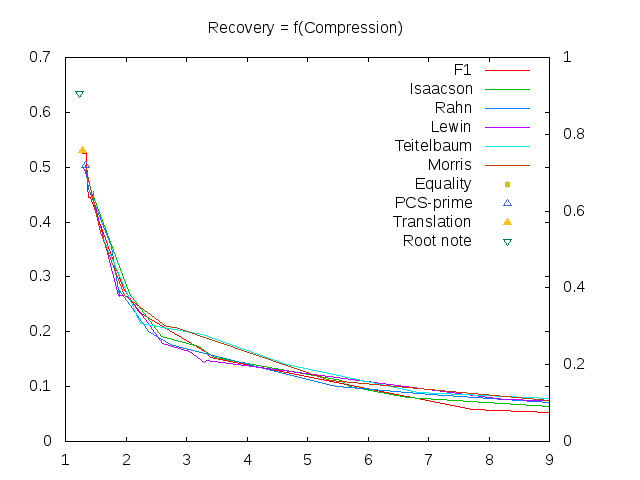 Recovery = f(Compression)
0.7
0.6
0.5
0.4
0.3
0.2
0.1
0
1
0.8
0.6
0.4
0.2
0
F1
Isaacson
Rahn
Lewin
Teitelbaum
Morris
Equality
PCS-prime
Translation
Root note
1 2 3 4 5 6 7 8 9